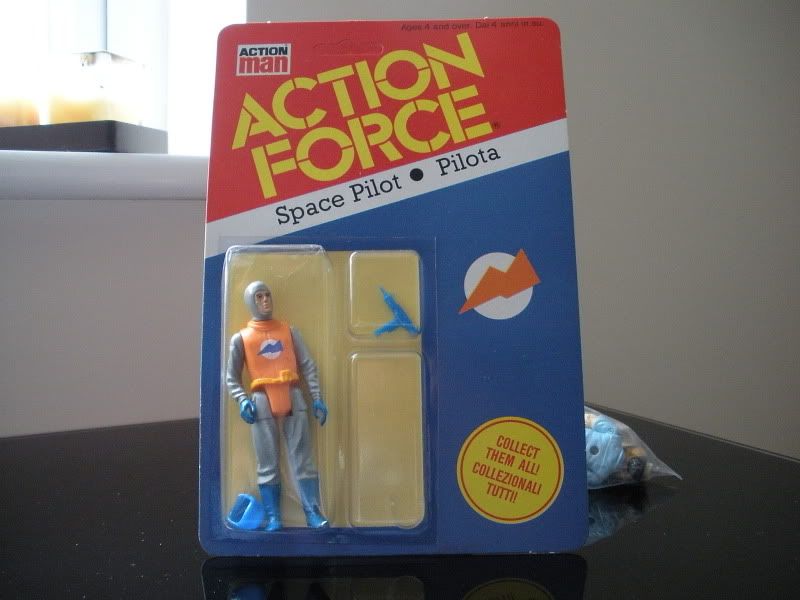 Ages 4 and over. Dai 4 anni in su.
ACTION
man
ACTION
FORCE®
Space Pilot ● Pilota
COLLECT
THEM ALL!
COLLEZIONALI
TUTTI!